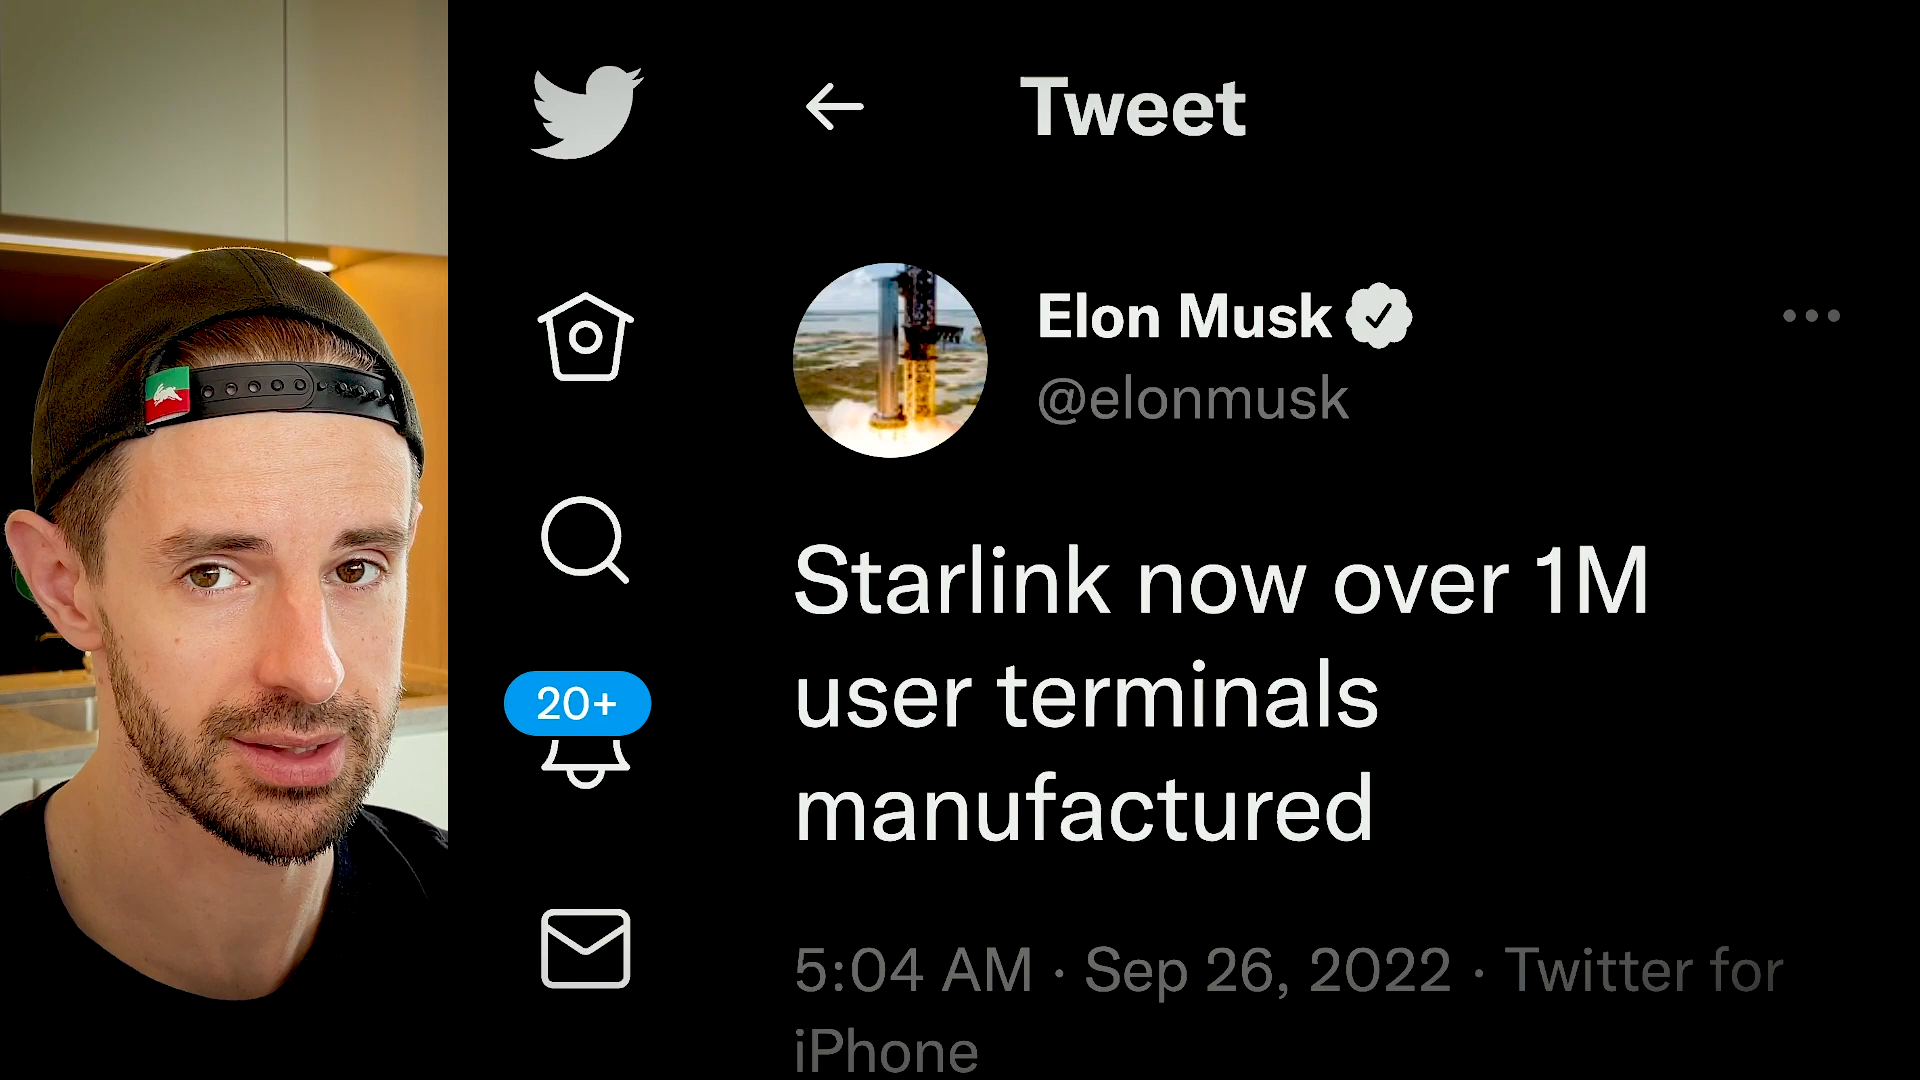 Tweet
Elon Musk
@elonmusk
Starlink now over 1M
user terminals
manufactured
20+
5:04 AM · Sep 26, 2022 · Twitter for
iPhone